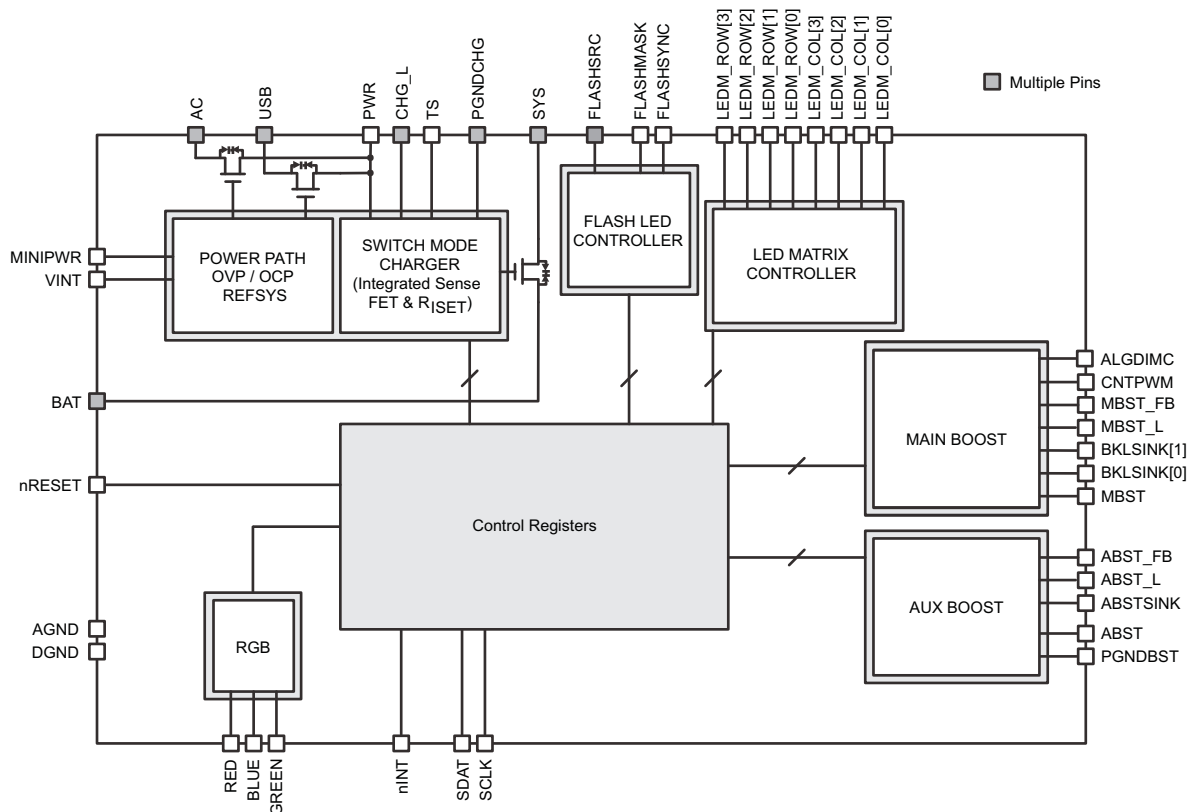 AC
USB
PWR
CHG_L
TS
PGNDCHG
SYS
FLASHSRC
FLASHMASK
FLASHSYNC
LEDM_ROW[3]
LEDM_ROW[2]
LEDM_ROW[1]
LEDM_ROW[0]
LEDM_COL[3]
LEDM_COL[2]
LEDM_COL[1]
LEDM_COL[0]
Multiple Pins
MINIPWR
VINT
POWER PATH
OVP / OCP
REFSYS
SWITCH MODE
CHARGER
(Integrated Sense
FET & RISET)
FLASH LED
CONTROLLER
LED MATRIX
CONTROLLER
BAT
nRESET
AGND
DGND
Control Registers
RGB
MAIN BOOST
AUX BOOST
ALGDIMC
CNTPWM
MBST_FB
MBST_L
BKLSINK[1]
BKLSINK[0]
MBST
ABST_FB
ABST_L
ABSTSINK
ABST
PGNDBST
RED
BLUE
GREEN
nINT
SDAT
SCLK